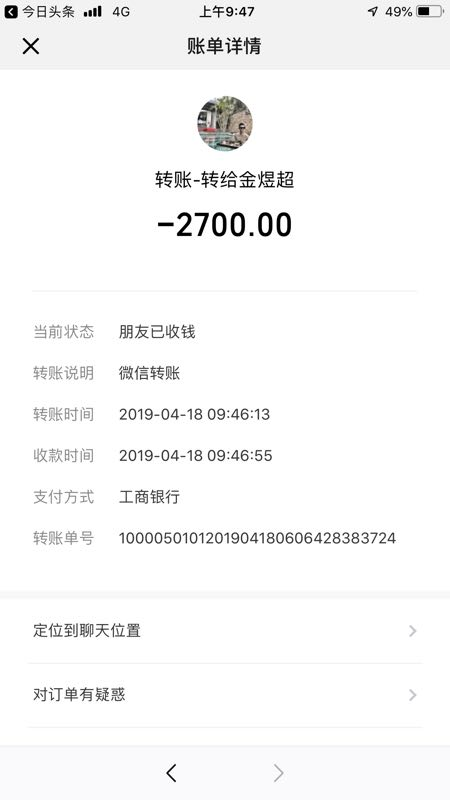 今日头条 4G 上午9:47 49%
账单详情
转账-转给金煜超
-2700.00
当前状态 朋友已收钱
转账说明 微信转账
转账时间 2019-04-18 09:46:13
收款时间 2019-04-18 09:46:55
支付方式 工商银行
转账单号 1000050101201904180606428383724
定位到聊天位置
对订单有疑惑